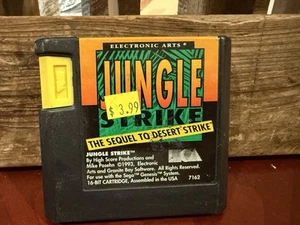 ELECTRONIC ARTS ®
JUNGLE
$3.99
STRIKE
THE SEQUEL TO DESERT STRIKE
JUNGLE STRIKE™
By High Score Productions and
Mike Posehn ©1993, Electronic
Arts and Granite Bay Software. All Rights Reserved.
For use with the Sega™ Genesis™ System.
16-BIT CARTRIDGE, Assembled in the USA 7162